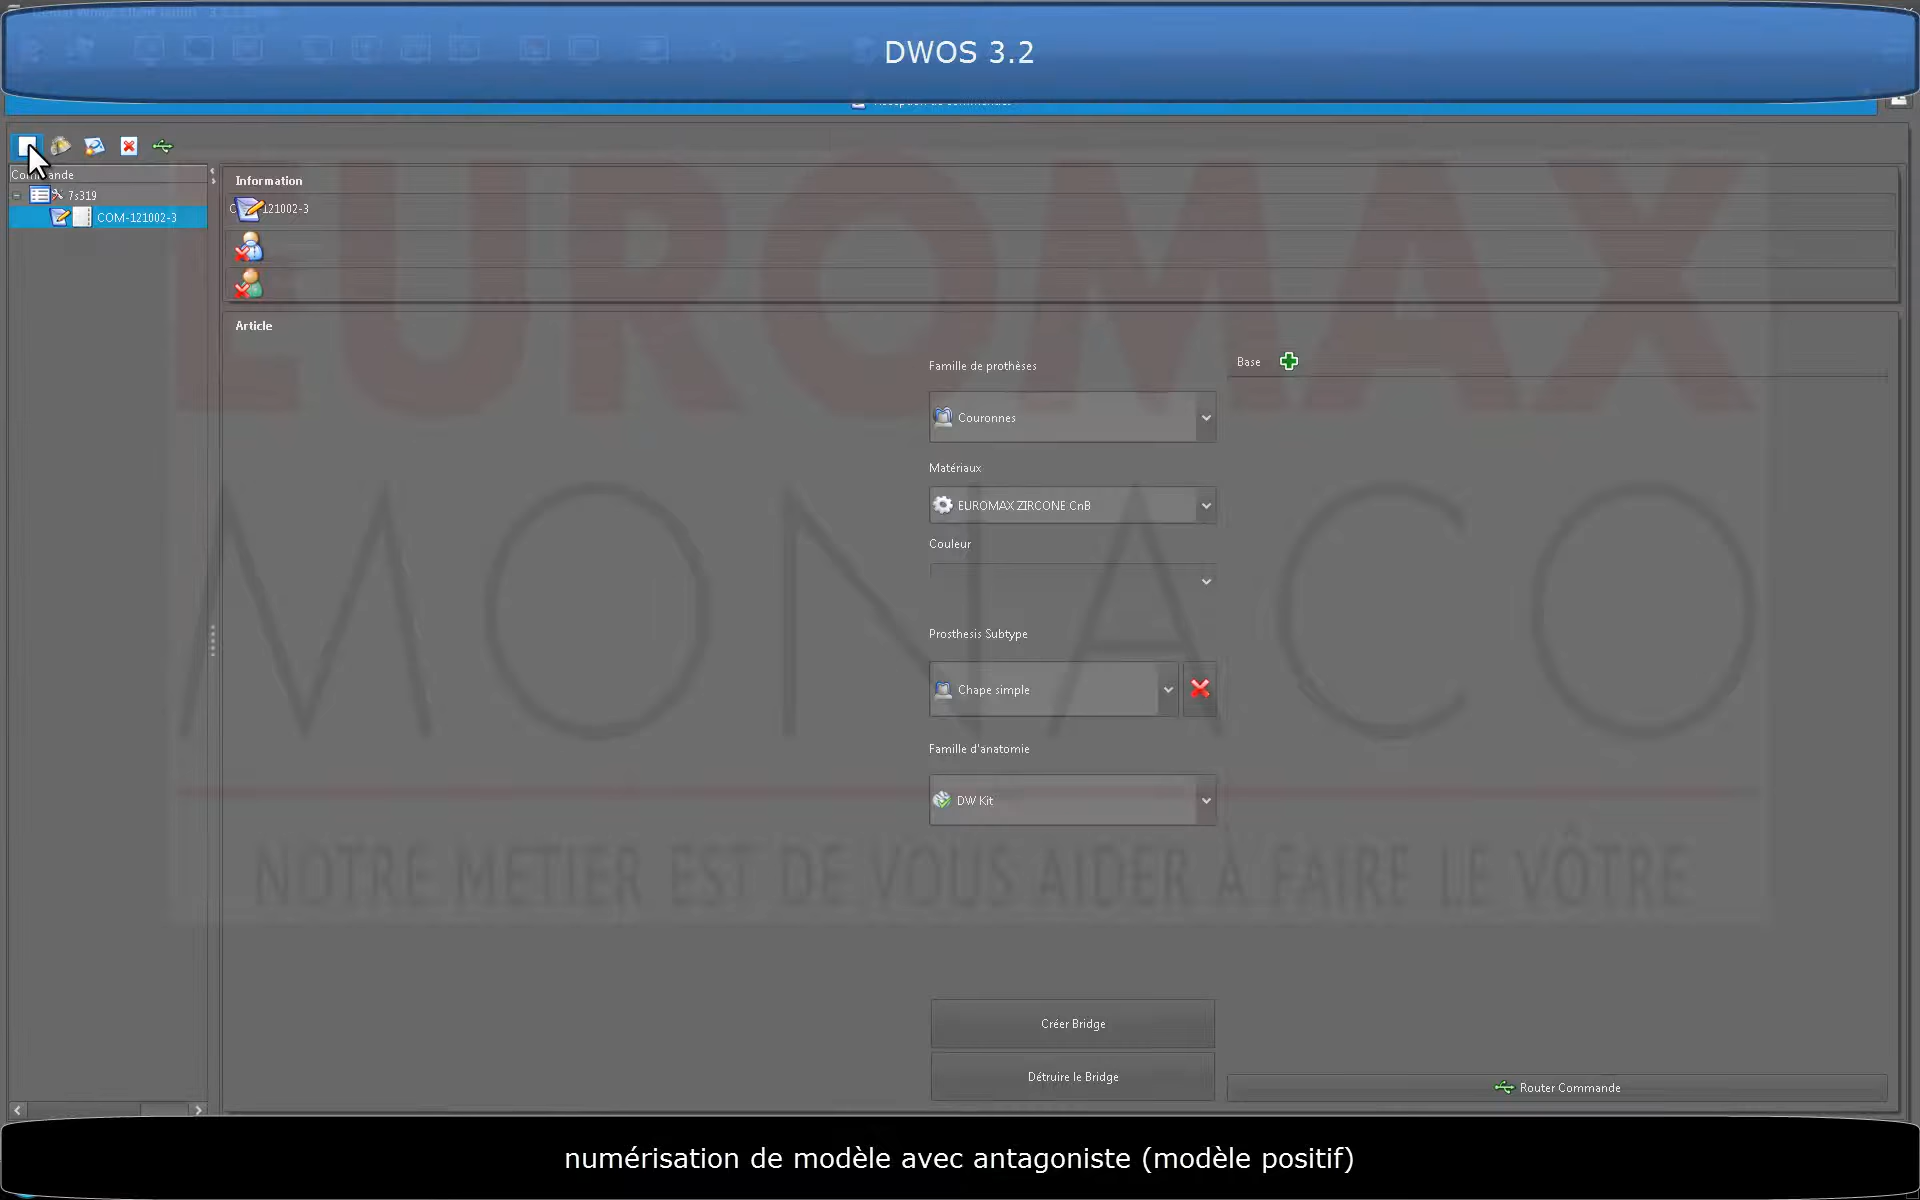 DWOS 3.2
Commande
7s319
COM-121002-3
Information
121002-3
Article
Famille de prothèses
Couronnes
Base
Matériaux
EUROMAX ZIRCONE CnB
Couleur
Prosthesis Subtype
Chape simple
Famille d'anatomie
DW Kit
Créer Bridge
Détruire le Bridge
Router Commande
EUROMAX
MONACO
NOTRE METIER EST DE VOUS AIDER À FAIRE LE VÔTRE
numérisation de modèle avec antagoniste (modèle positif)